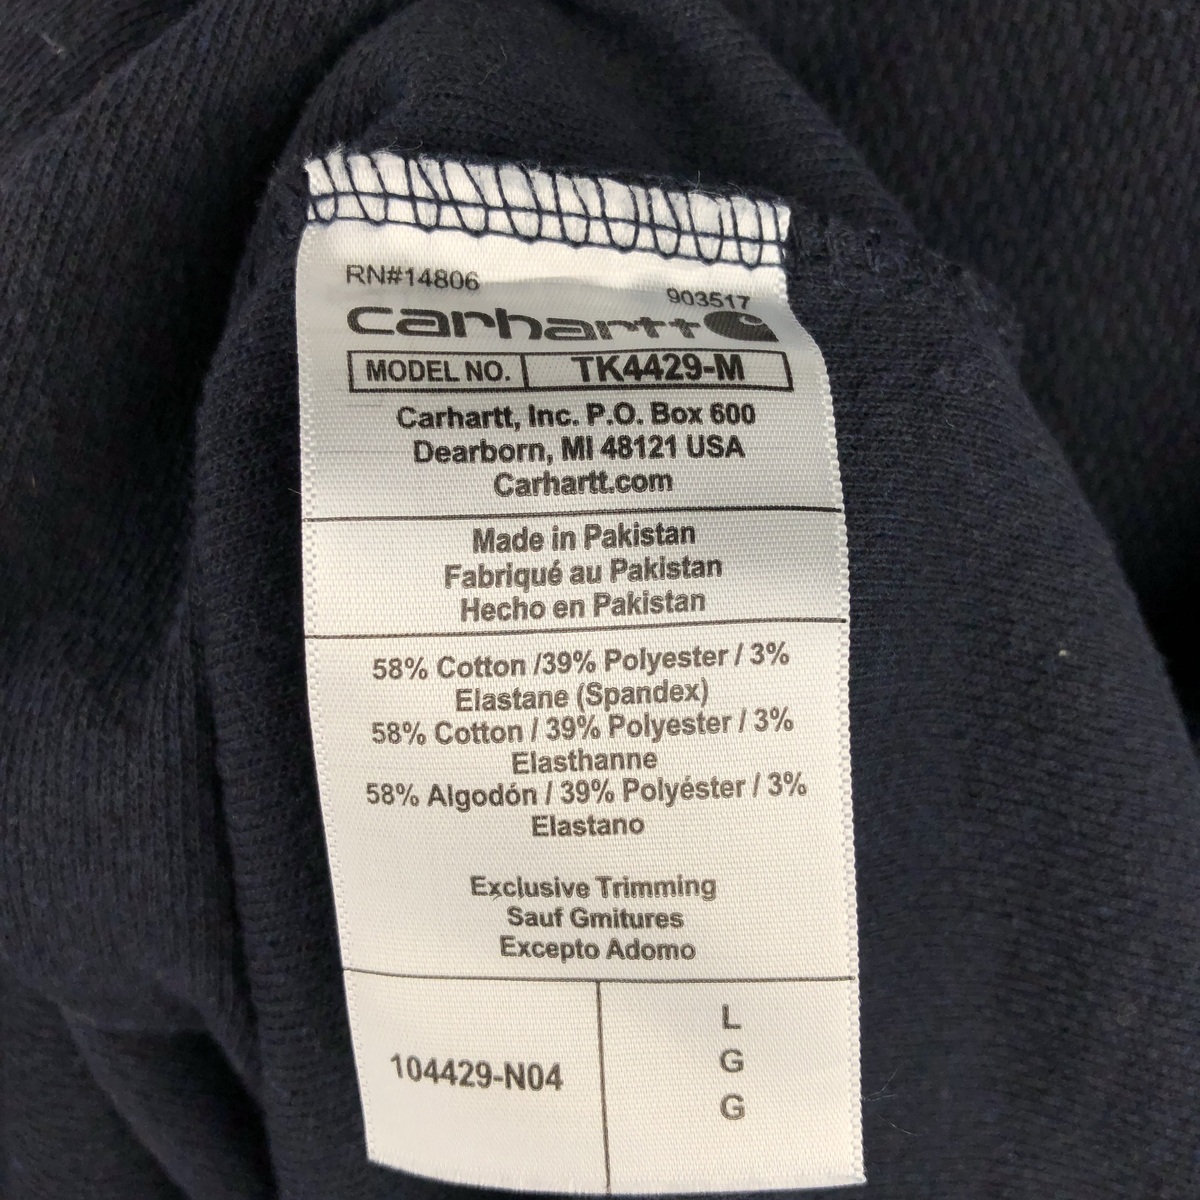 RN#14806
903517
carhartt
MODEL NO. TK4429-M
Carhartt, Inc. P.O. Box 600
Dearborn, MI 48121 USA
Carhartt.com
Made in Pakistan
Fabriqué au Pakistan
Hecho en Pakistan
58% Cotton /39% Polyester / 3%
Elastane (Spandex)
58% Cotton / 39% Polyester / 3%
Elasthanne
58% Algodón / 39% Polyéster / 3%
Elastano
Exclusive Trimming
Sauf Gmitures
Excepto Adomo
104429-N04
L
G
G